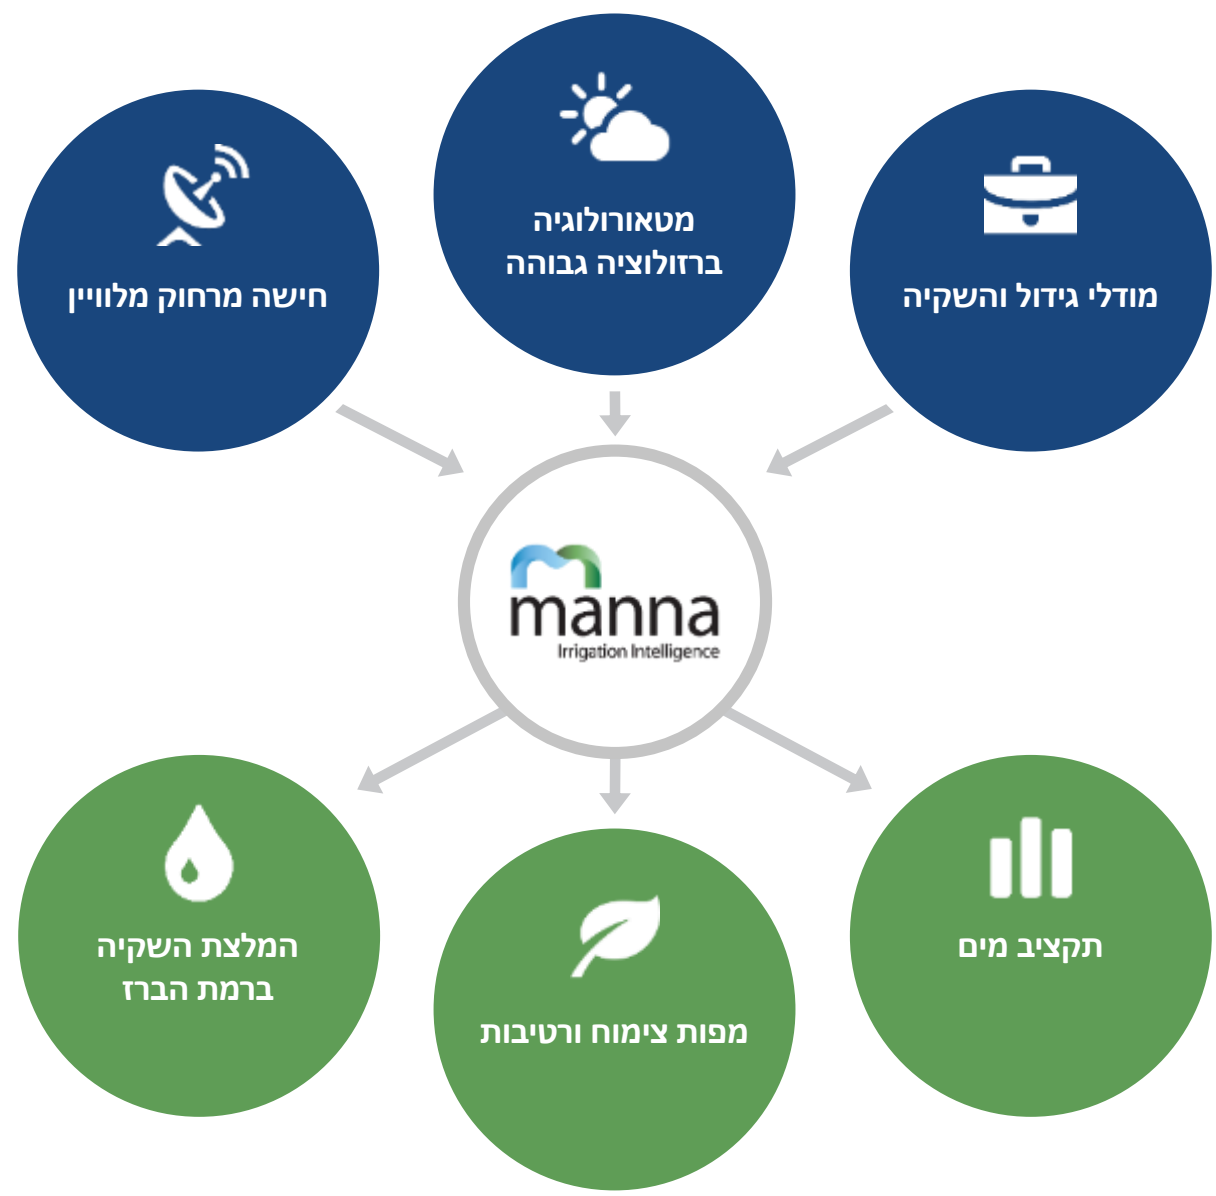 מודלי גידול והשקיה
מטאורולוגיה
ברזולוציה גבוהה
חישה מרחוק מלוויין
manna
Irrigation Intelligence
תקציב מים
מפות צימוח ורטיבות
המלצת השקיה
ברמת הברז